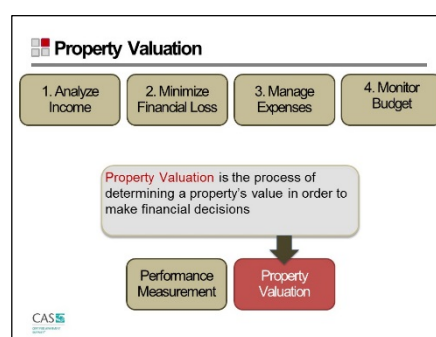 Property Valuation
1. Analyze
Income
2. Minimize
Financial Loss
3. Manage
Expenses
4. Monitor
Budget
Property Valuation is the process of
determining a property's value in order to
make financial decisions
Performance
Measurement
Property
Valuation
CAS